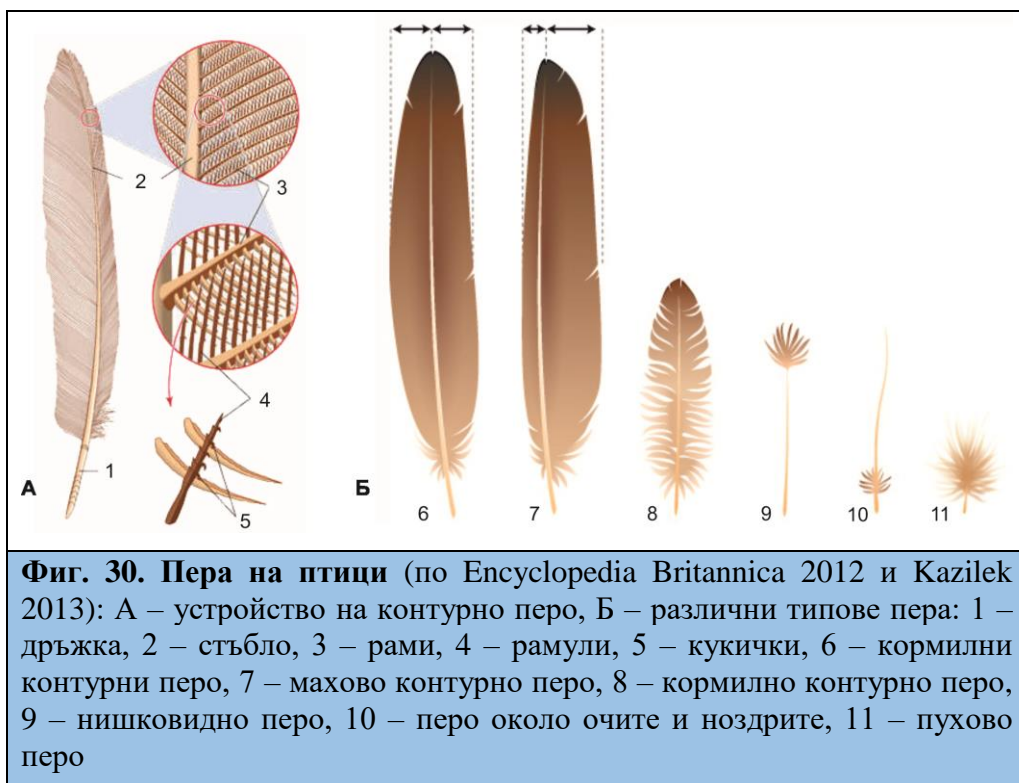 2
3
4
1
5
А
Б
6
7
8
9
10
11
Фиг. 30. Пера на птици (по Encyclopedia Britannica 2012 и Kazilek
2013): А – устройство на контурно перо, Б – различни типове пера: 1 –
дръжка, 2 – стъбло, 3 – рами, 4 – рамули, 5 – кукички, 6 – кормилни
контурни перо, 7 – махово контурно перо, 8 – кормилно контурно перо,
9 – нишковидно перо, 10 – перо около очите и ноздрите, 11 – пухово
перо